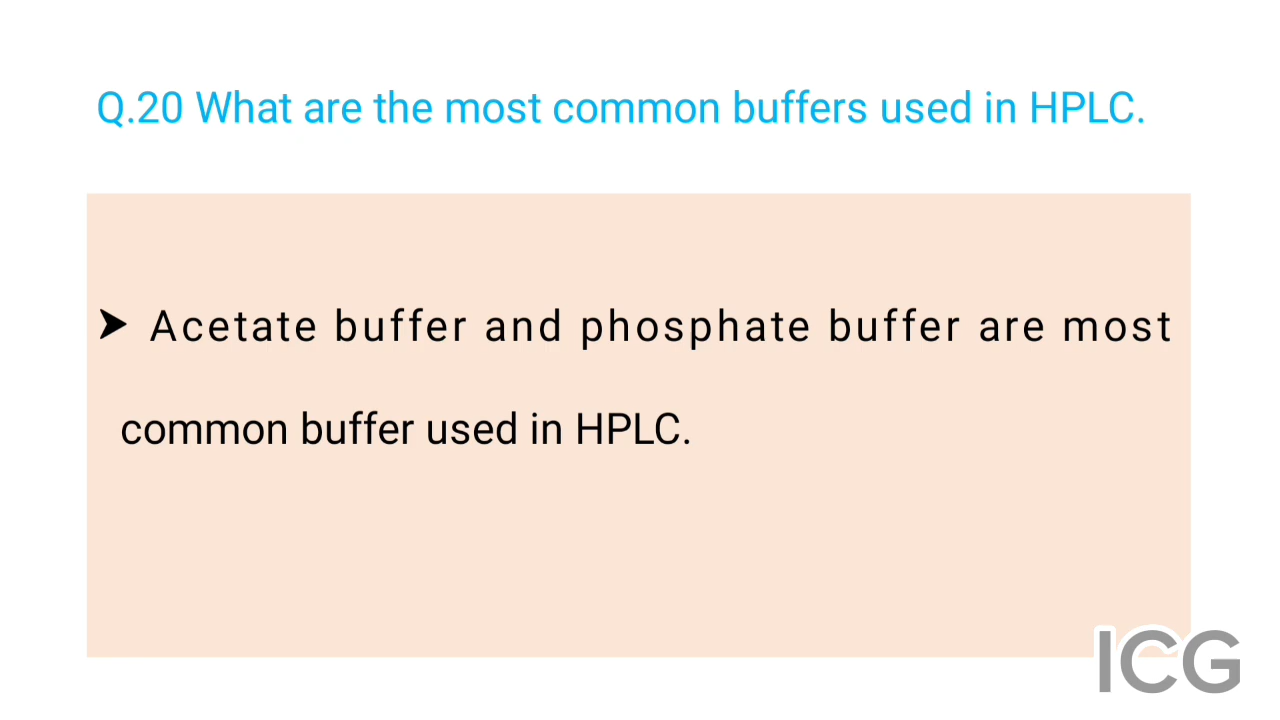 Q.20 What are the most common buffers used in HPLC.
➤ Acetate buffer and phosphate buffer are most
common buffer used in HPLC.
ICG